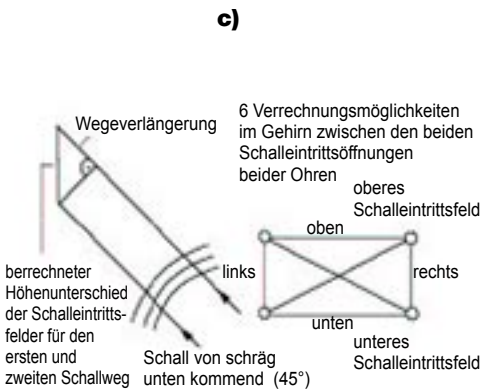 c)
Wegeverlängerung
6 Verrechnungsmöglichkeiten
im Gehirn zwischen den beiden
Schalleintrittsöffnungen
beider Ohren
oberes
Schalleintrittsfeld
oben
links
rechts
unten
unteres
Schalleintrittsfeld
berrechneter
Höhenunterschied
der Schalleintritts-
felder für den
ersten und
zweiten Schallweg
Schall von schräg
unten kommend (45°)